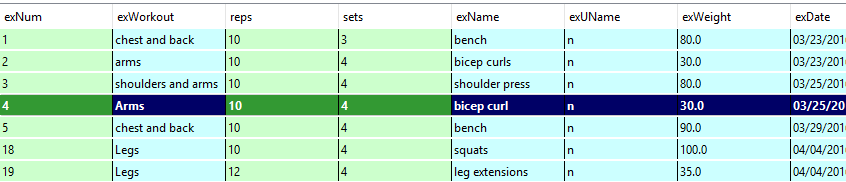 exNum exWorkout reps sets exName exUName exWeight exDate
1 chest and back 10 3 bench n 80.0 03/23/201
2 arms 10 4 bicep curls n 30.0 03/23/201
3 shoulders and arms 10 4 shoulder press n 80.0 03/25/201
4 Arms 10 4 bicep curl n 30.0 03/25/20
5 chest and back 10 4 bench n 90.0 03/29/201
18 Legs 10 4 squats n 100.0 04/04/201
19 Legs 12 4 leg extensions n 35.0 04/04/201